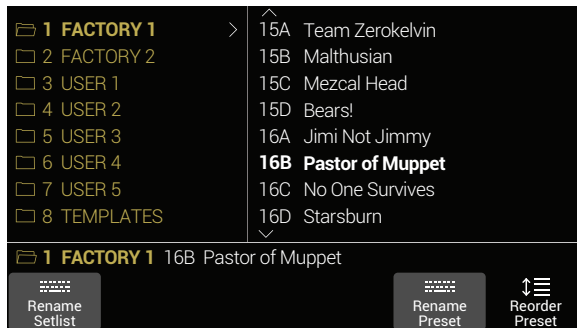 1 FACTORY 1
2 FACTORY 2
3 USER 1
4 USER 2
5 USER 3
6 USER 4
7 USER 5
8 TEMPLATES
15A Team Zerokelvin
15B Malthusian
15C Mezcal Head
15D Bears!
16A Jimi Not Jimmy
16B Pastor of Muppet
16C No One Survives
16D Starsburn
1 FACTORY 1 16B Pastor of Muppet
Rename
Setlist
Rename
Preset
Reorder
Preset